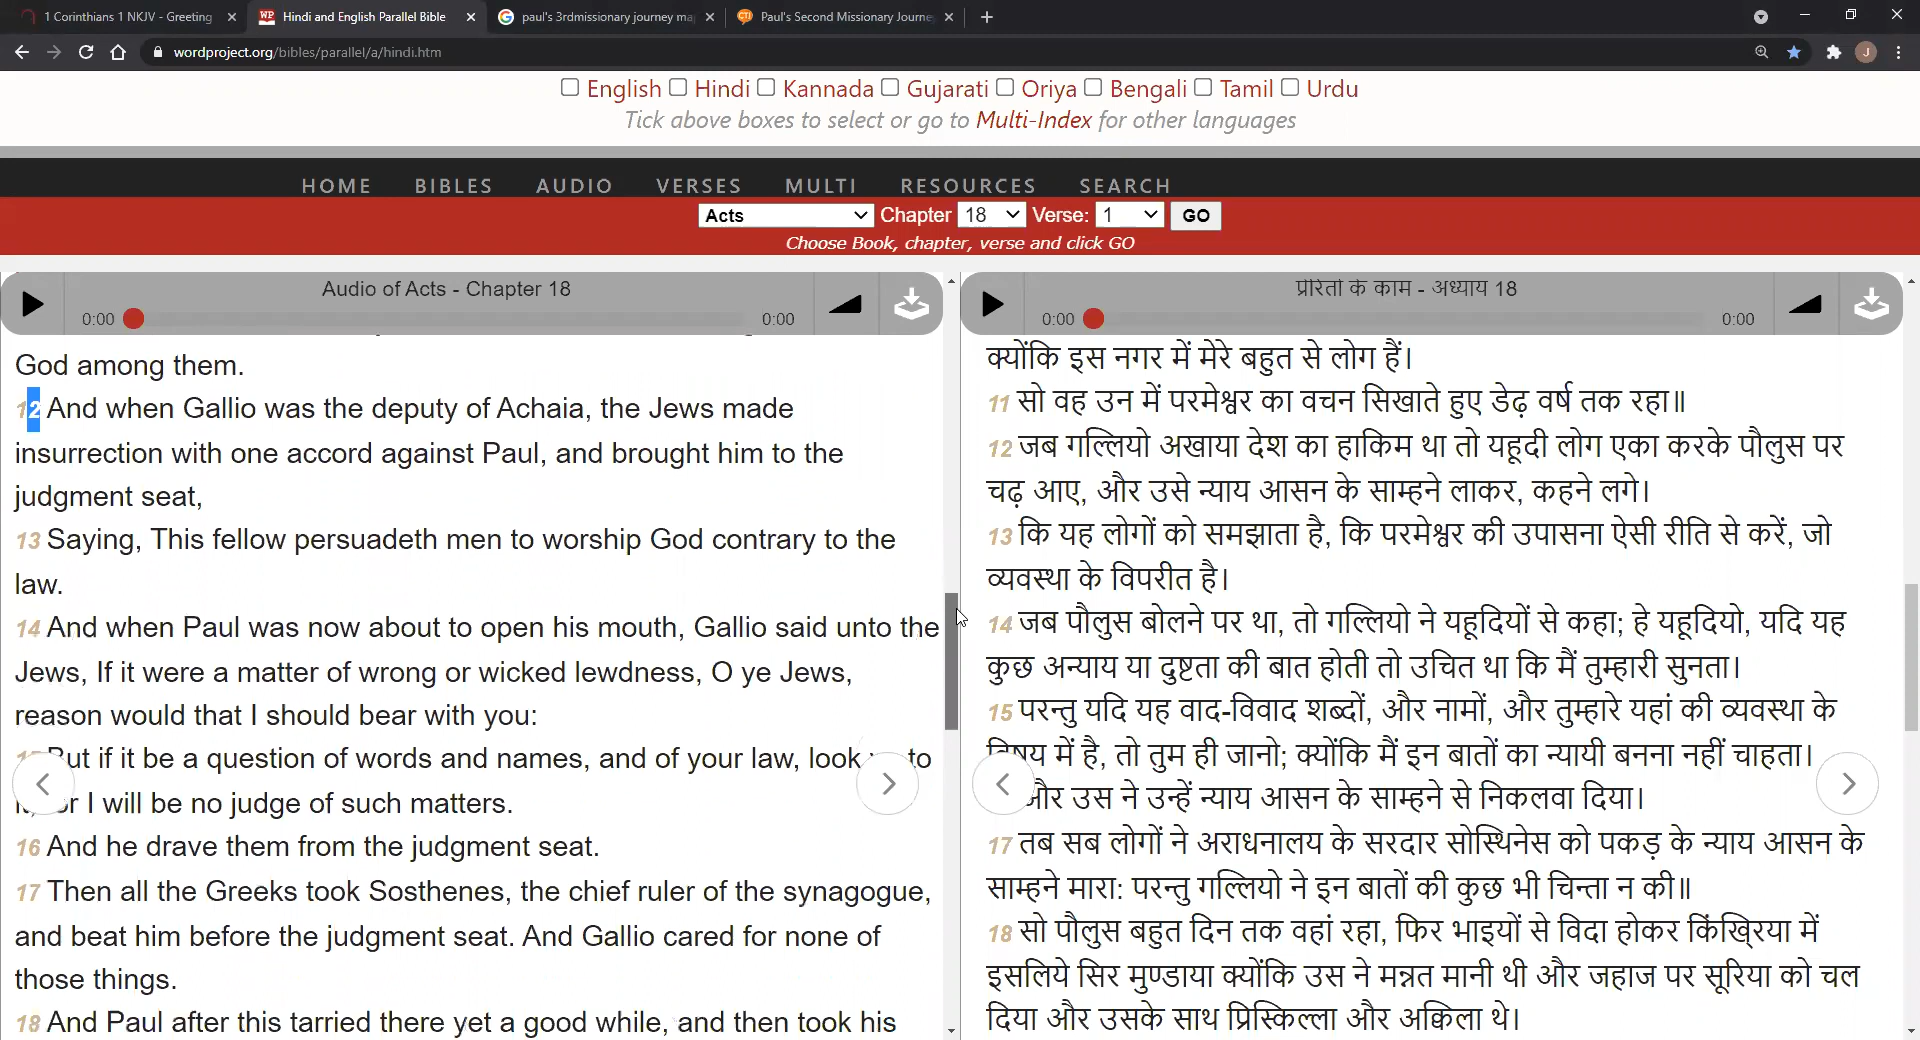 1 Corinthians 1 NKJV - Greeting
Hindi and English Parallel Bible
paul's 3rdmissionary journey ma
Paul's Second Missionary Journe
wordproject.org/bibles/parallel/a/hindi.htm
J
English Hindi Kannada Gujarati Oriya Bengali Tamil Urdu
Tick above boxes to select or go to Multi-Index for other languages
HOME BIBLES AUDIO VERSES MULTI RESOURCES SEARCH
Acts Chapter 18 Verse: 1 GO
Choose Book, chapter, verse and click GO
Audio of Acts - Chapter 18
0:00 0:00
God among them.
12 And when Gallio was the deputy of Achaia, the Jews made
insurrection with one accord against Paul, and brought him to the
judgment seat,
13 Saying, This fellow persuadeth men to worship God contrary to the
law.
14 And when Paul was now about to open his mouth, Gallio said unto the
Jews, If it were a matter of wrong or wicked lewdness, O ye Jews,
reason would that I should bear with you:
But if it be a question of words and names, and of your law, look to
I will be no judge of such matters.
16 And he drave them from the judgment seat.
17 Then all the Greeks took Sosthenes, the chief ruler of the synagogue,
and beat him before the judgment seat. And Gallio cared for none of
those things.
18 And Paul after this tarried there yet a good while, and then took his
प्रेरितों के काम - अध्याय 18
0:00 0:00
क्योंकि इस नगर में मेरे बहुत से लोग हैं।
11 सो वह उन में परमेश्वर का वचन सिखाते हुए डेढ़ वर्ष तक रहा॥
12 जब गल्लियो अखाया देश का हाकिम था तो यहूदी लोग एका करके पौलुस पर
चढ़ आए, और उसे न्याय आसन के साम्हने लाकर, कहने लगे।
13 कि यह लोगों को समझाता है, कि परमेश्वर की उपासना ऐसी रीति से करें, जो
व्यवस्था के विपरीत है।
14 जब पौलुस बोलने पर था, तो गल्लियो ने यहूदियों से कहा; हे यहूदियो, यदि यह
कुछ अन्याय या दुष्टता की बात होती तो उचित था कि मैं तुम्हारी सुनता।
15 परन्तु यदि यह वाद-विवाद शब्दों, और नामों, और तुम्हारे यहां की व्यवस्था के
विषय में है, तो तुम ही जानो; क्योंकि मैं इन बातों का न्यायी बनना नहीं चाहता।
और उस ने उन्हें न्याय आसन के साम्हने से निकलवा दिया।
17 तब सब लोगों ने अराधनालय के सरदार सोस्थिनेस को पकड़ के न्याय आसन के
साम्हने मारा: परन्तु गल्लियो ने इन बातों की कुछ भी चिन्ता न की॥
18 सो पौलुस बहुत दिन तक वहां रहा, फिर भाइयों से विदा होकर किंख्रिया में
इसलिये सिर मुण्डाया क्योंकि उस ने मन्नत मानी थी और जहाज पर सूरिया को चल
दिया और उसके साथ प्रिस्किल्ला और अक्विला थे।